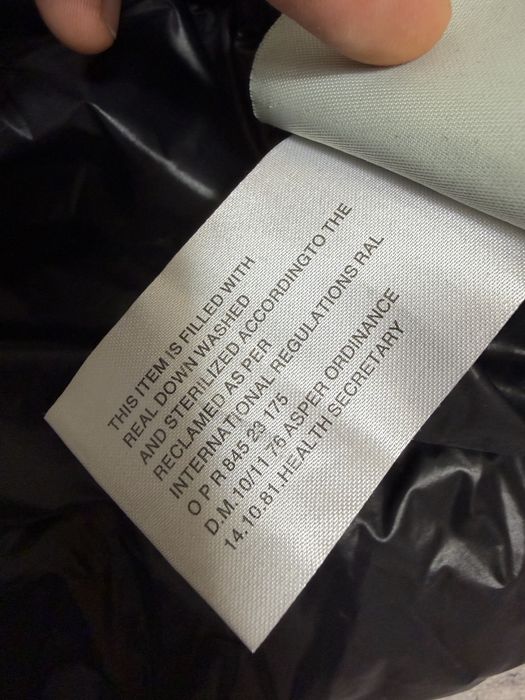 THIS ITEM IS FILLED WITH
REAL DOWN WASHED
AND STERILIZED ACCORDINGTO THE
RECLAMED AS PER
INTERNATIONAL REGULATIONS RAL
O P R 845 23 175
D.M.10/11 76 ASPER ORDINANCE
14.10.81.HEALTH SECRETARY